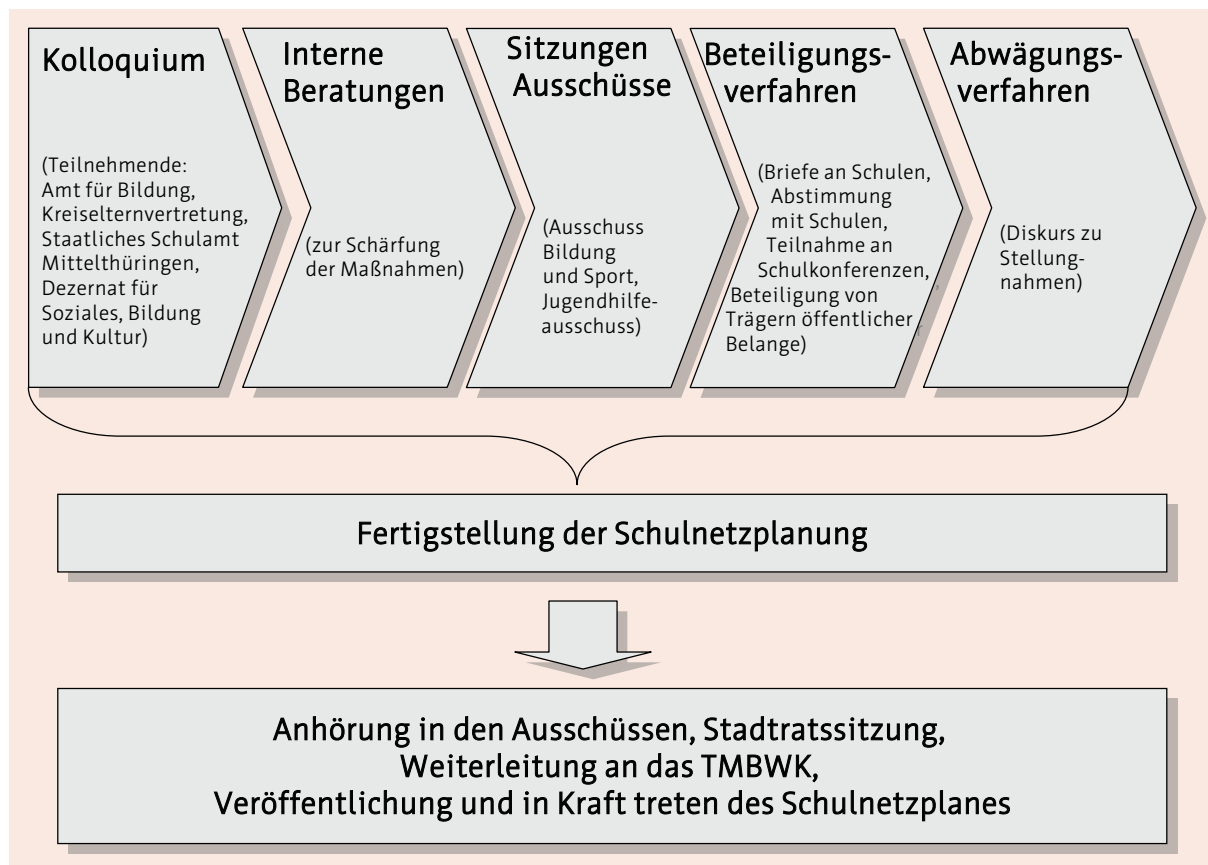 Kolloquium
(Teilnehmende:
Amt für Bildung,
Kreiselternvertretung,
Staatliches Schulamt
Mittelthüringen,
Dezernat für
Soziales, Bildung
und Kultur)
Interne
Beratungen
(zur Schärfung
der Maßnahmen)
Sitzungen
Ausschüsse
(Ausschuss
Bildung
und Sport,
Jugendhilfe-
ausschuss)
Beteiligungs-
verfahren
(Briefe an Schulen,
Abstimmung
mit Schulen,
Teilnahme an
Schulkonferenzen,
Beteiligung von
Trägern öffentlicher
Belange)
Abwägungs-
verfahren
(Diskurs zu
Stellung-
nahmen)
Fertigstellung der Schulnetzplanung
Anhörung in den Ausschüssen, Stadtratssitzung,
Weiterleitung an das TMBWK,
Veröffentlichung und in Kraft treten des Schulnetzplanes